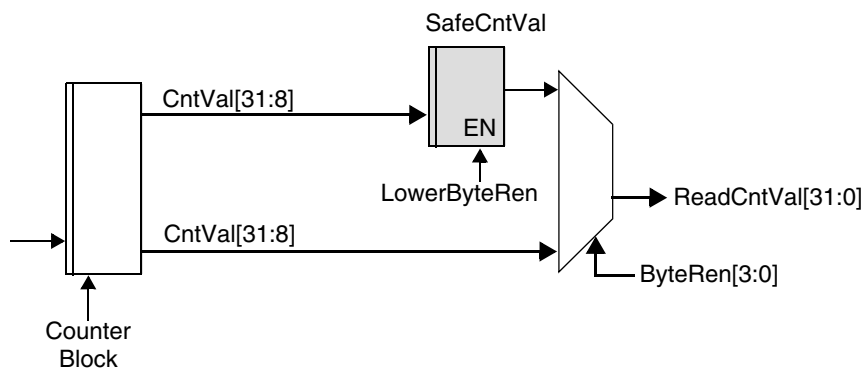 SafeCntVal
CntVal[31:8]
EN
LowerByteRen
ReadCntVal[31:0]
CntVal[31:8]
ByteRen[3:0]
Counter
Block